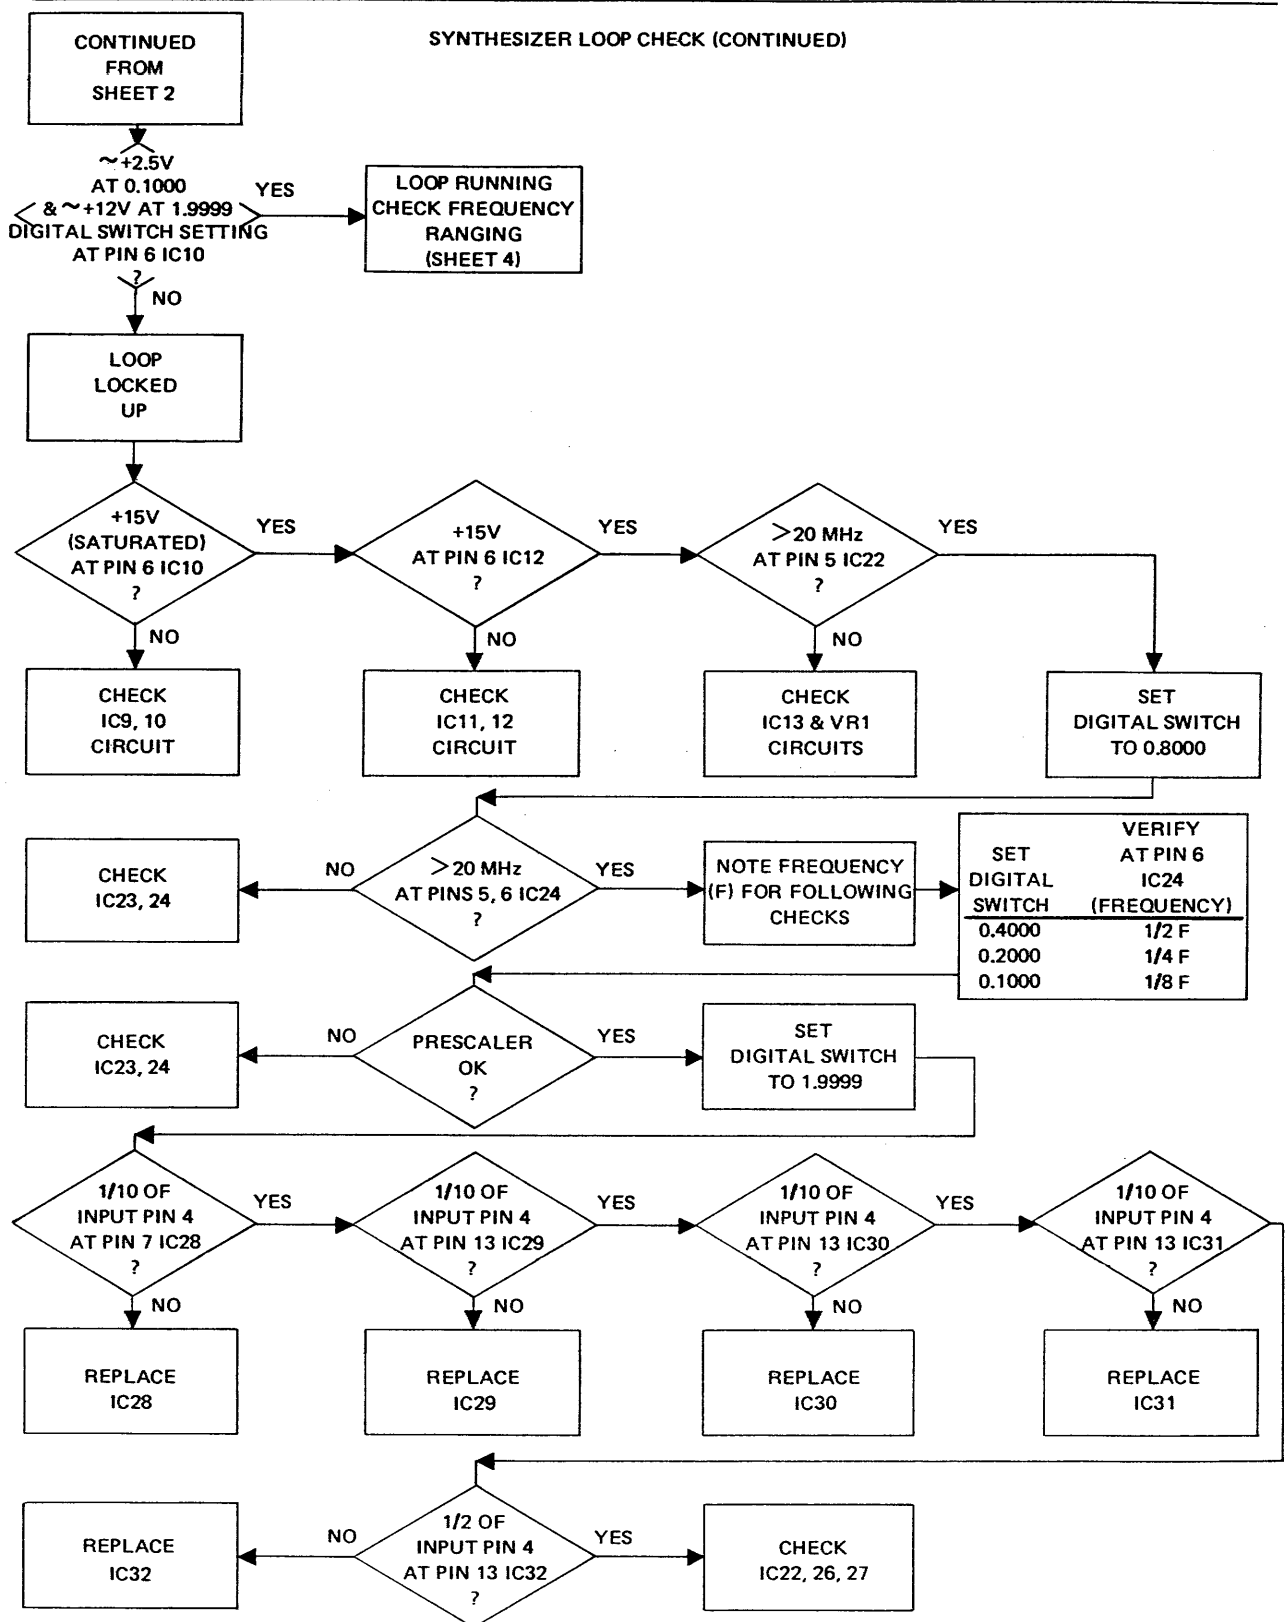 SYNTHESIZER LOOP CHECK (CONTINUED)
CONTINUED
FROM
SHEET 2
~+2.5V
AT 0.1000
& ~+12V AT 1.9999
DIGITAL SWITCH SETTING
AT PIN 6 IC10
?
YES
LOOP RUNNING
CHECK FREQUENCY
RANGING
(SHEET 4)
NO
LOOP
LOCKED
UP
+15V
(SATURATED)
AT PIN 6 IC10
?
YES
+15V
AT PIN 6 IC12
?
YES
>20 MHz
AT PIN 5 IC22
?
YES
NO
NO
NO
CHECK
IC9, 10
CIRCUIT
CHECK
IC11, 12
CIRCUIT
CHECK
IC13 & VR1
CIRCUITS
SET
DIGITAL SWITCH
TO 0.8000
CHECK
IC23, 24
NO
>20 MHz
AT PINS 5, 6 IC24
?
YES
NOTE FREQUENCY
(F) FOR FOLLOWING
CHECKS
SET
DIGITAL
SWITCH
VERIFY
AT PIN 6
IC24
(FREQUENCY)
0.4000 1/2 F
0.2000 1/4 F
0.1000 1/8 F
CHECK
IC23, 24
NO
PRESCALER
OK
?
YES
SET
DIGITAL SWITCH
TO 1.9999
1/10 OF
INPUT PIN 4
AT PIN 7 IC28
?
YES
1/10 OF
INPUT PIN 4
AT PIN 13 IC29
?
YES
1/10 OF
INPUT PIN 4
AT PIN 13 IC30
?
YES
1/10 OF
INPUT PIN 4
AT PIN 13 IC31
?
NO
NO
NO
NO
REPLACE
IC28
REPLACE
IC29
REPLACE
IC30
REPLACE
IC31
REPLACE
IC32
NO
1/2 OF
INPUT PIN 4
AT PIN 13 IC32
?
YES
CHECK
IC22, 26, 27